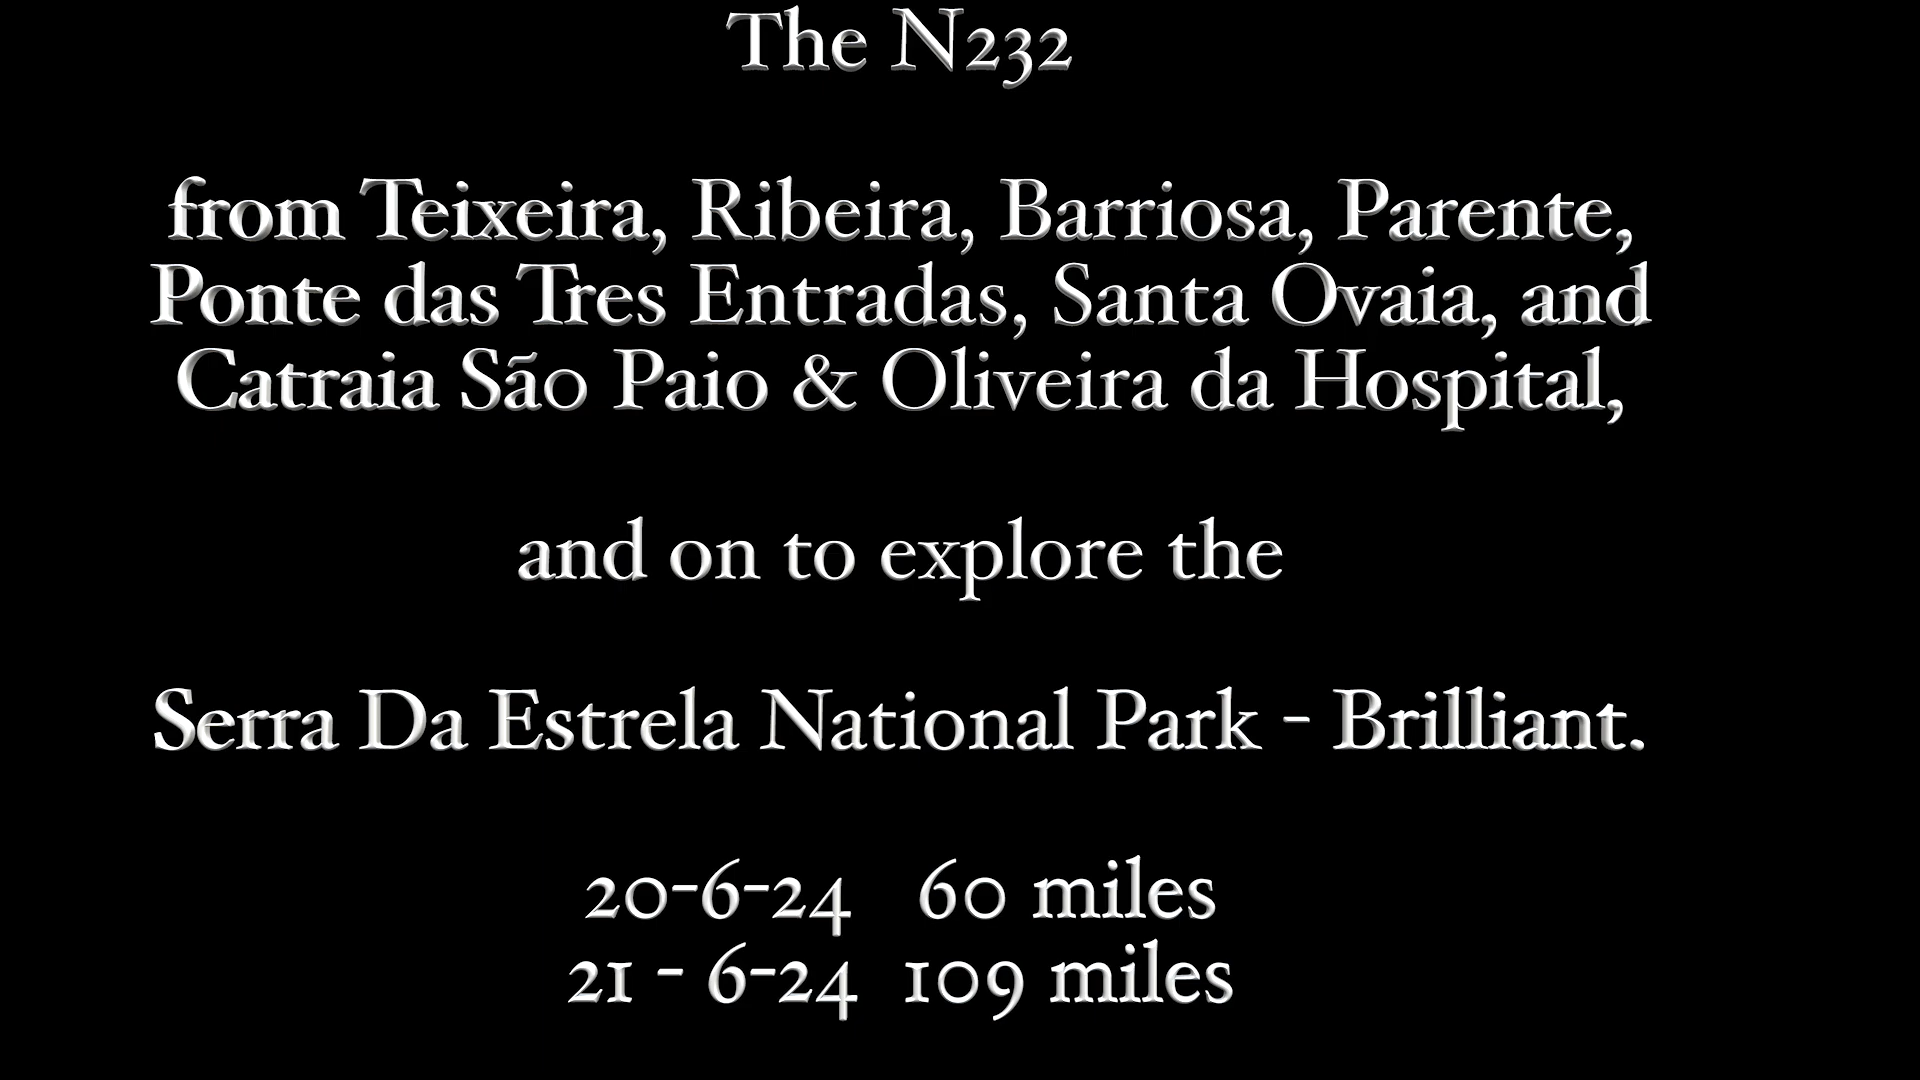 The N232
from Teixeira, Ribeira, Barriosa, Parente,
Ponte das Tres Entradas, Santa Ovaia, and
Catraia São Paio & Oliveira da Hospital,
and on to explore the
Serra Da Estrela National Park - Brilliant.
20-6-24 60 miles
21 - 6-24 109 miles